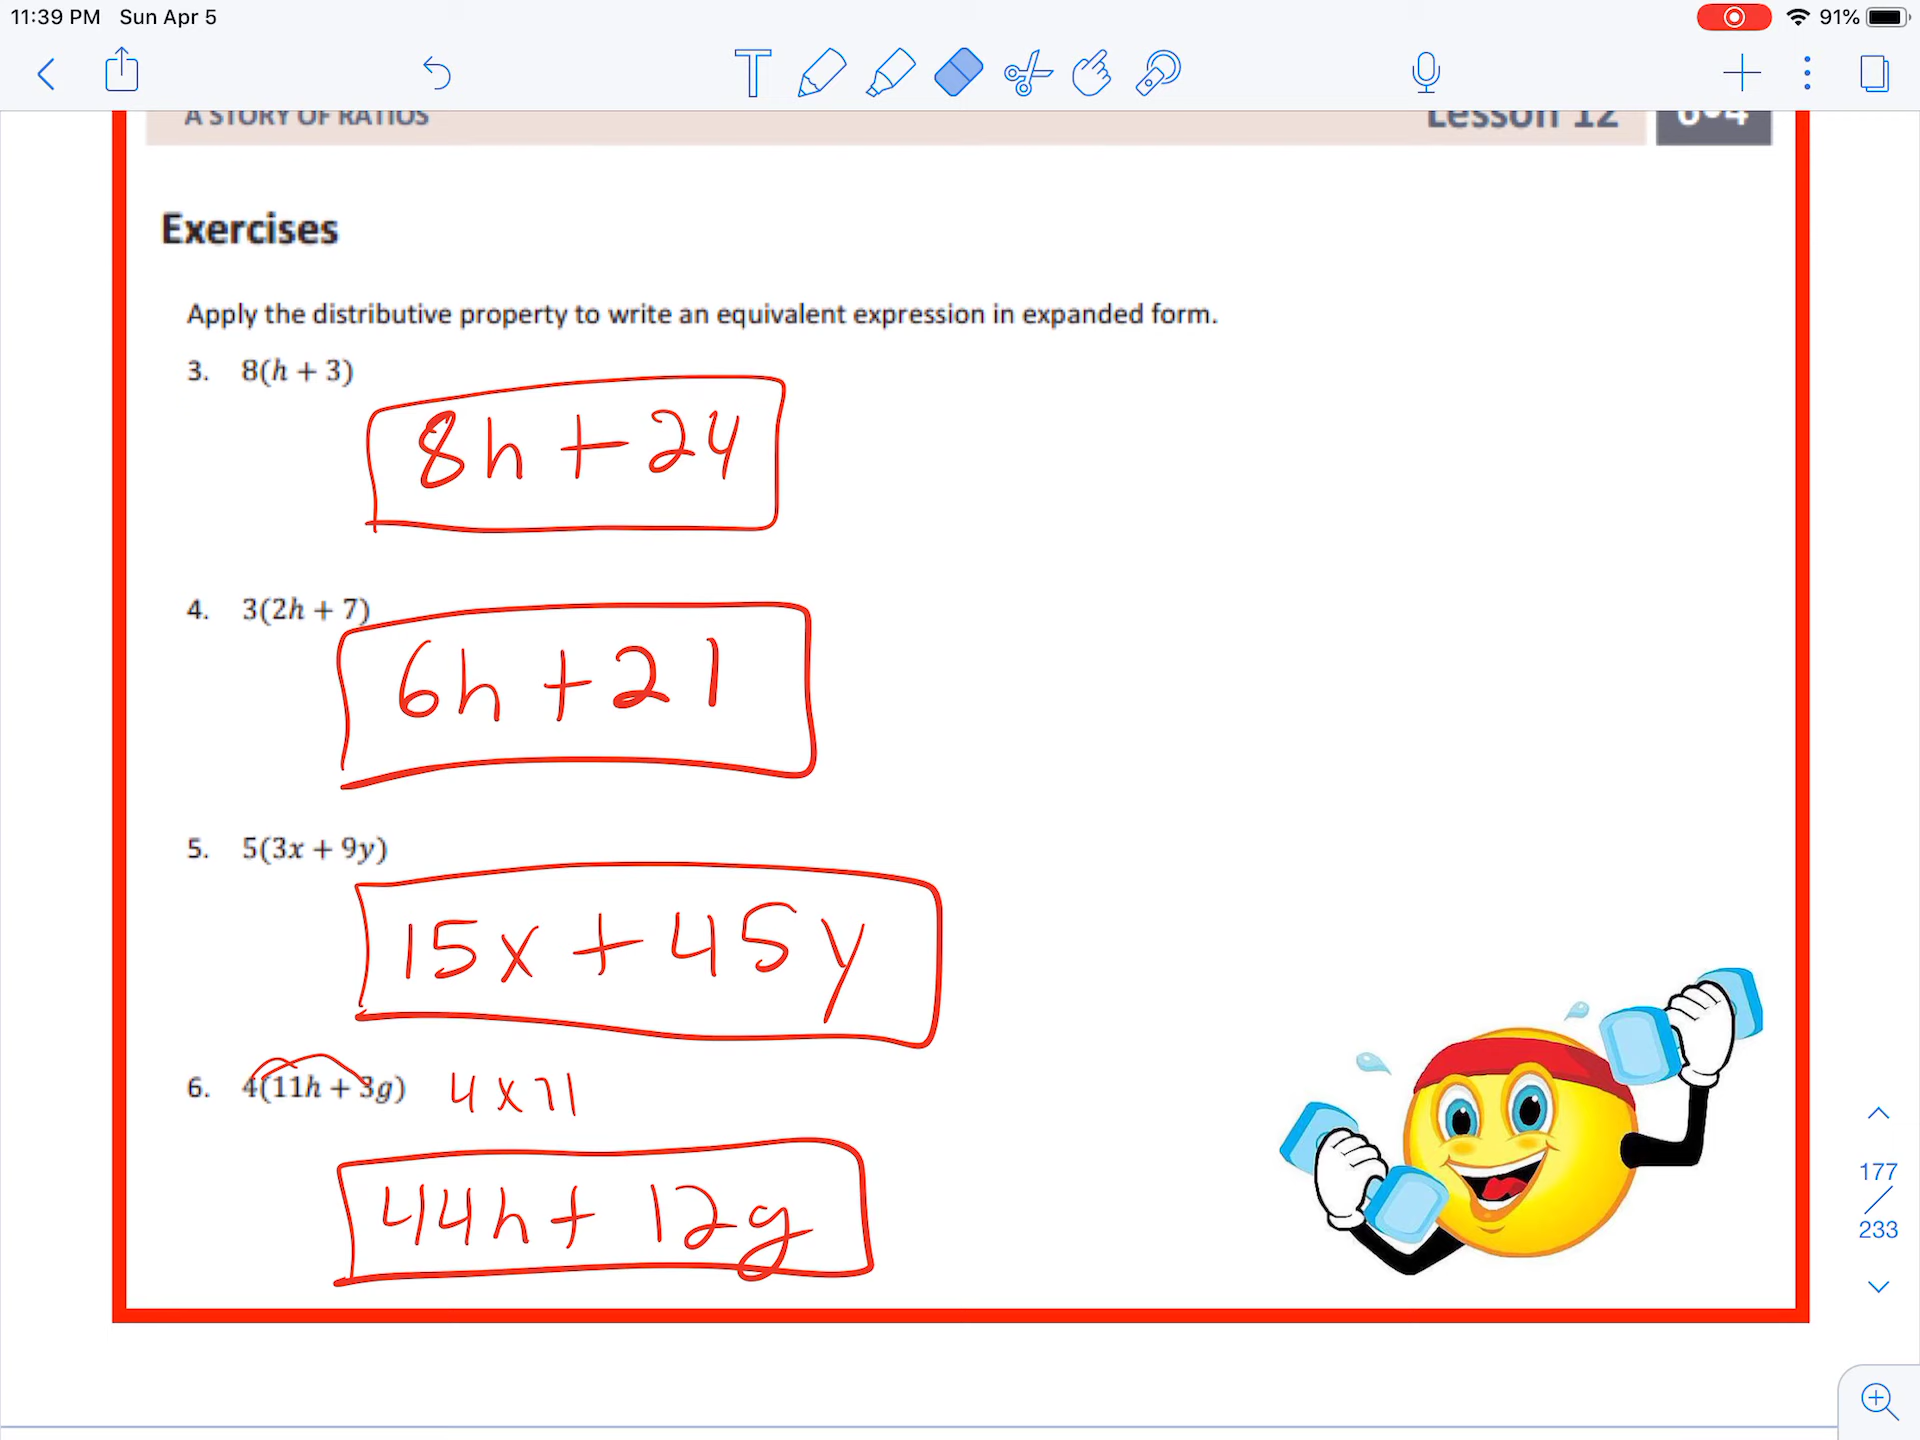 11:39 PM Sun Apr 5 91%
T
A STORY OF RATIOS Lesson 12 6•4
Exercises
Apply the distributive property to write an equivalent expression in expanded form.
3. 8(h + 3)
8h + 24
4. 3(2h + 7)
6h + 21
5. 5(3x + 9y)
15x + 45y
6. 4(11h + 3g) 4 x 11
44h + 12g
177
/
233